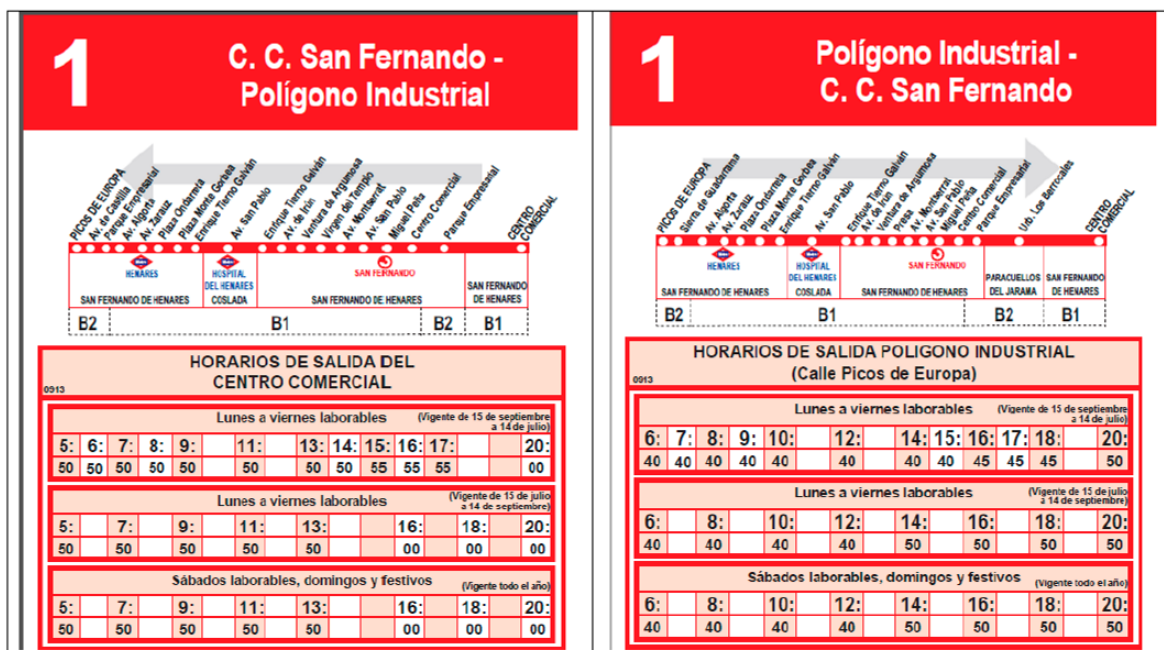 1
C. C. San Fernando -
Polígono Industrial
PICOS DE EUROPA
Av. de Castilla
Parque Empresarial
Av. Algorta
Av. Zarauz
Plaza Ondarreta
Plaza Monte Gorbea
Enrique Tierno Galván
Av. San Pablo
Enrique Tierno Galván
Av. de Irún
Ventura de Argumosa
Virgen del Templo
Av. Montserrat
Av. San Pablo
Miguel Peña
Centro Comercial
Parque Empresarial
CENTRO
COMERCIAL
HENARES
HOSPITAL
DEL HENARES
SAN FERNANDO
SAN FERNANDO DE HENARES
COSLADA
SAN FERNANDO DE HENARES
SAN FERNANDO
DE HENARES
B2 B1 B2 B1
HORARIOS DE SALIDA DEL
CENTRO COMERCIAL
0913
Lunes a viernes laborables (Vigente de 15 de septiembre
a 14 de julio)
5: 6: 7: 8: 9: 11: 13: 14: 15: 16: 17: 20:
50 50 50 50 50 50 50 50 55 55 55 00
Lunes a viernes laborables (Vigente de 15 de julio
a 14 de septiembre)
5: 7: 9: 11: 13: 16: 18: 20:
50 50 50 50 50 00 00 00
Sábados laborables, domingos y festivos (Vigente todo el año)
5: 7: 9: 11: 13: 16: 18: 20:
50 50 50 50 50 00 00 00
1
Polígono Industrial -
C. C. San Fernando
PICOS DE EUROPA
Sierra de Guadarrama
Av. Algorta
Av. Zarauz
Plaza Ondarreta
Plaza Monte Gorbea
Enrique Tierno Galván
Av. San Pablo
Enrique Tierno Galván
Av. de Irún
Ventura de Argumosa
Presa
Av. Montserrat
Av. San Pablo
Miguel Peña
Centro Comercial
Parque Empresarial
Urb. Los Berrocales
CENTRO
COMERCIAL
HENARES
HOSPITAL
DEL HENARES
SAN FERNANDO
SAN FERNANDO DE HENARES
COSLADA
SAN FERNANDO DE HENARES
PARACUELLOS
DEL JARAMA
SAN FERNANDO
DE HENARES
B2 B1 B2 B1
HORARIOS DE SALIDA POLIGONO INDUSTRIAL
(Calle Picos de Europa)
0913
Lunes a viernes laborables (Vigente de 15 de septiembre
a 14 de julio)
6: 7: 8: 9: 10: 12: 14: 15: 16: 17: 18: 20:
40 40 40 40 40 40 40 40 45 45 45 50
Lunes a viernes laborables (Vigente de 15 de julio
a 14 de septiembre)
6: 8: 10: 12: 14: 16: 18: 20:
40 40 40 40 50 50 50 50
Sábados laborables, domingos y festivos (Vigente todo el año)
6: 8: 10: 12: 14: 16: 18: 20:
40 40 40 40 50 50 50 50